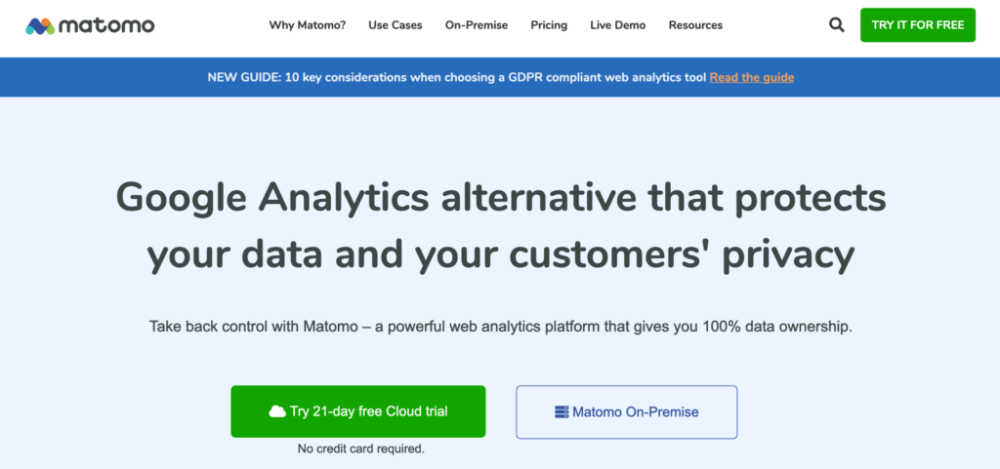 matomo
Why Matomo? Use Cases On-Premise Pricing Live Demo Resources
TRY IT FOR FREE
NEW GUIDE: 10 key considerations when choosing a GDPR compliant web analytics tool Read the guide
Google Analytics alternative that protects
your data and your customers' privacy
Take back control with Matomo – a powerful web analytics platform that gives you 100% data ownership.
Try 21-day free Cloud trial
Matomo On-Premise
No credit card required.